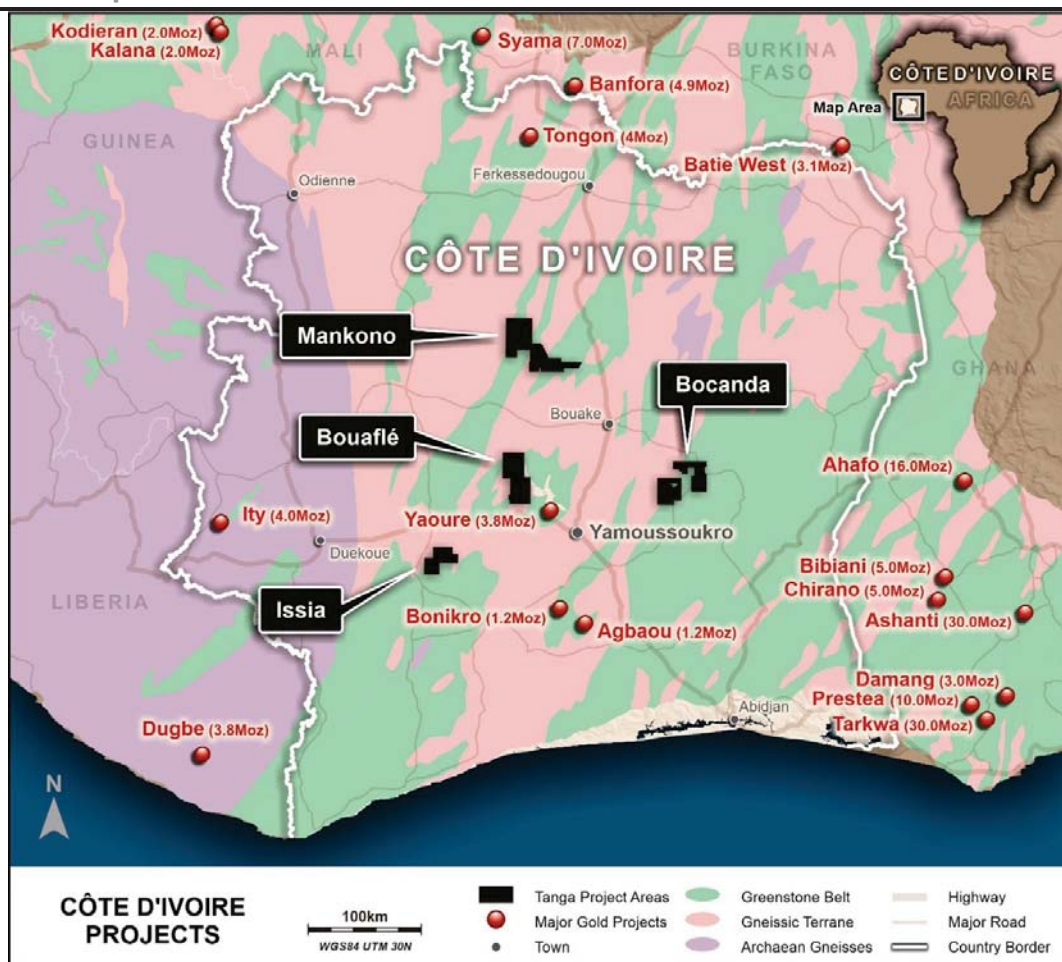 Kodieran (2.0Moz)
Kalana (2.0Moz)
MALI
Syama (7.0Moz)
BURKINA
FASO
CÔTE D'IVOIRE
AFRICA
Map Area
Banfora (4.9Moz)
GUINEA
Tongon (4Moz)
Batie West (3.1Moz)
Odienne
Ferkessedougou
CÔTE D'IVOIRE
Mankono
GHANA
Bocanda
Bouake
Bouaflé
Ahafo (16.0Moz)
Ity (4.0Moz)
Yaoure (3.8Moz)
Yamoussoukro
Duekoue
Bibiani (5.0Moz)
Chirano (5.0Moz)
LIBERIA
Issia
Bonikro (1.2Moz)
Agbaou (1.2Moz)
Ashanti (30.0Moz)
Damang (3.0Moz)
Prestea (10.0Moz)
Abidjan
Tarkwa (30.0Moz)
Dugbe (3.8Moz)
N
CÔTE D'IVOIRE
PROJECTS
100km
WGS84 UTM 30N
Tanga Project Areas
Major Gold Projects
Town
Greenstone Belt
Gneissic Terrane
Archaean Gneisses
Highway
Major Road
Country Border